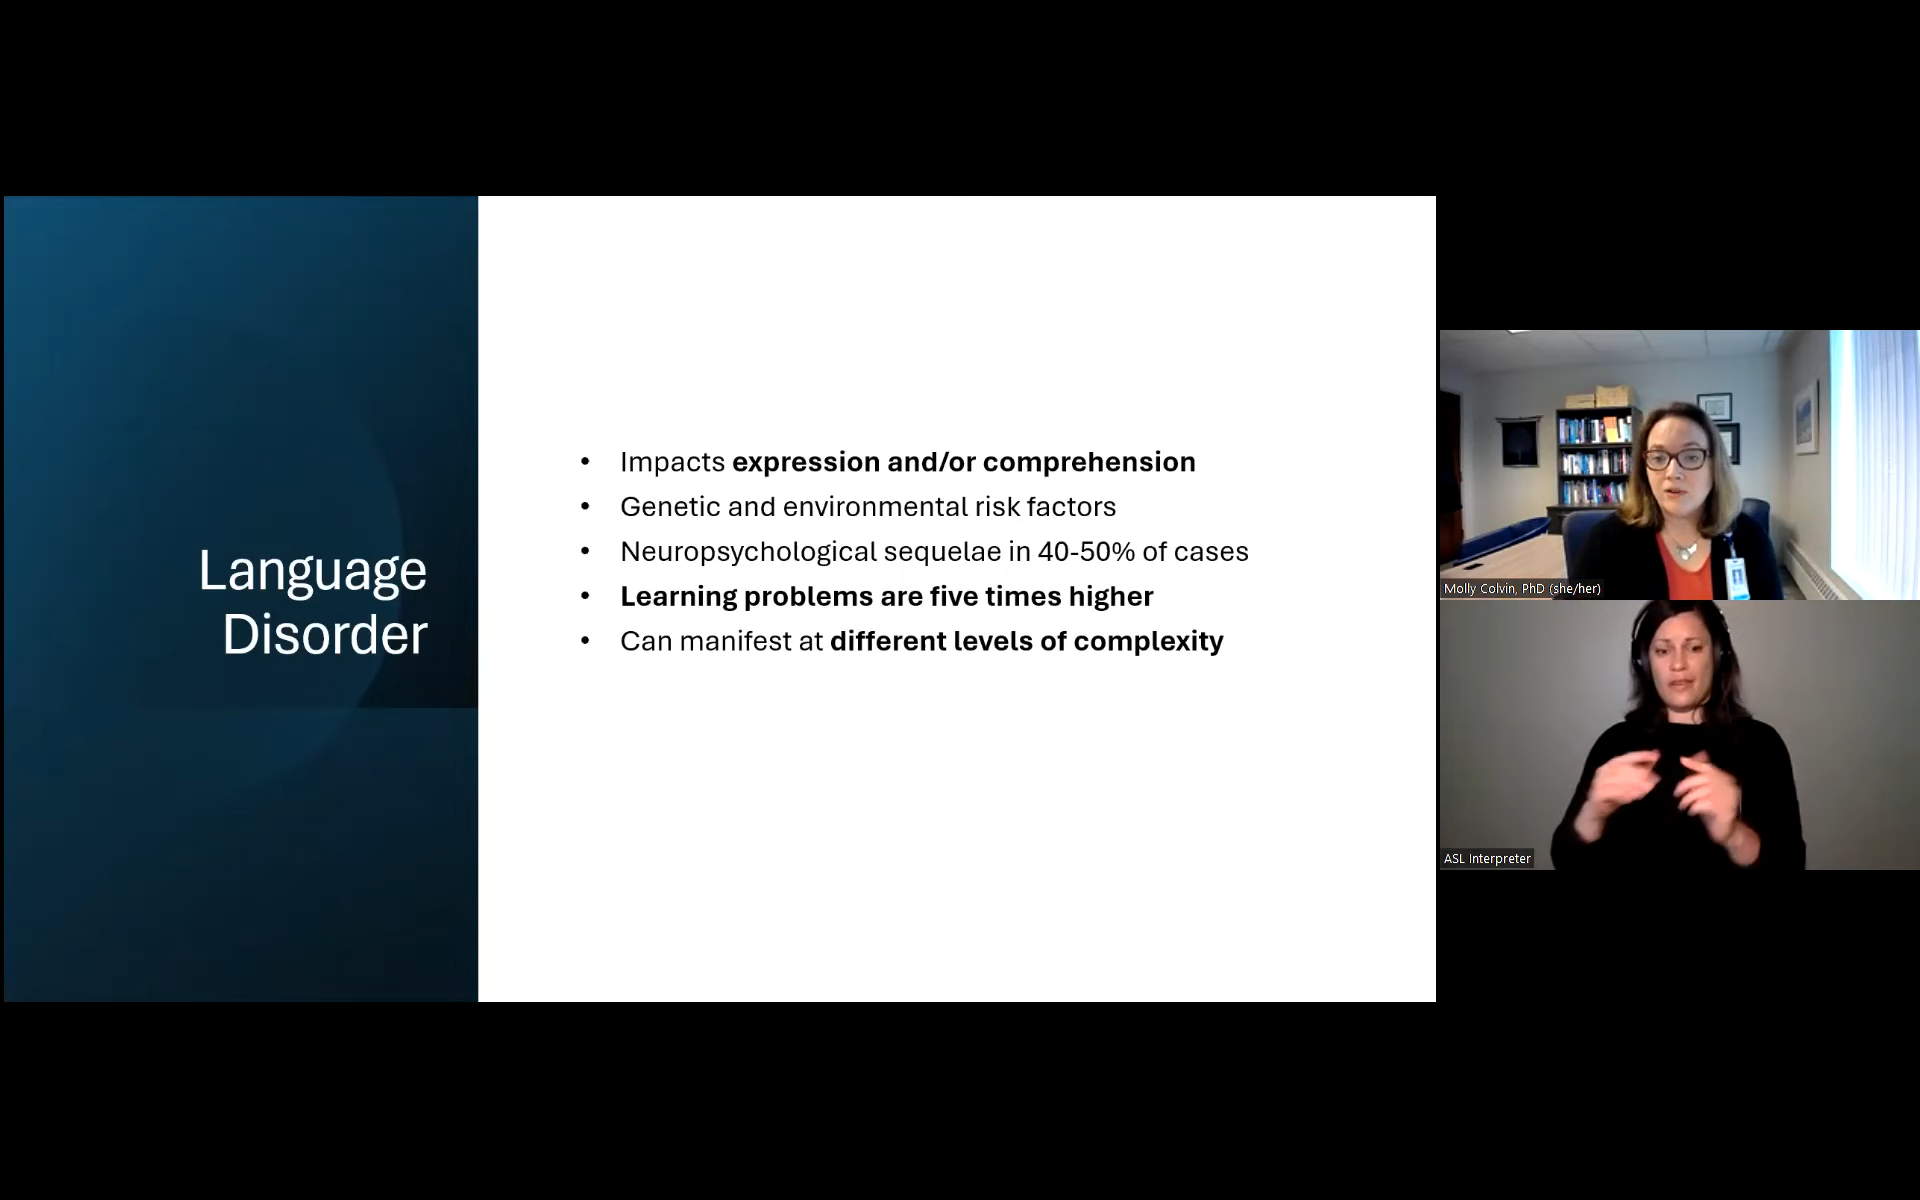 Language
Disorder
• Impacts expression and/or comprehension
• Genetic and environmental risk factors
• Neuropsychological sequelae in 40-50% of cases
• Learning problems are five times higher
• Can manifest at different levels of complexity
Molly Colvin, PhD (she/her)
ASL Interpreter